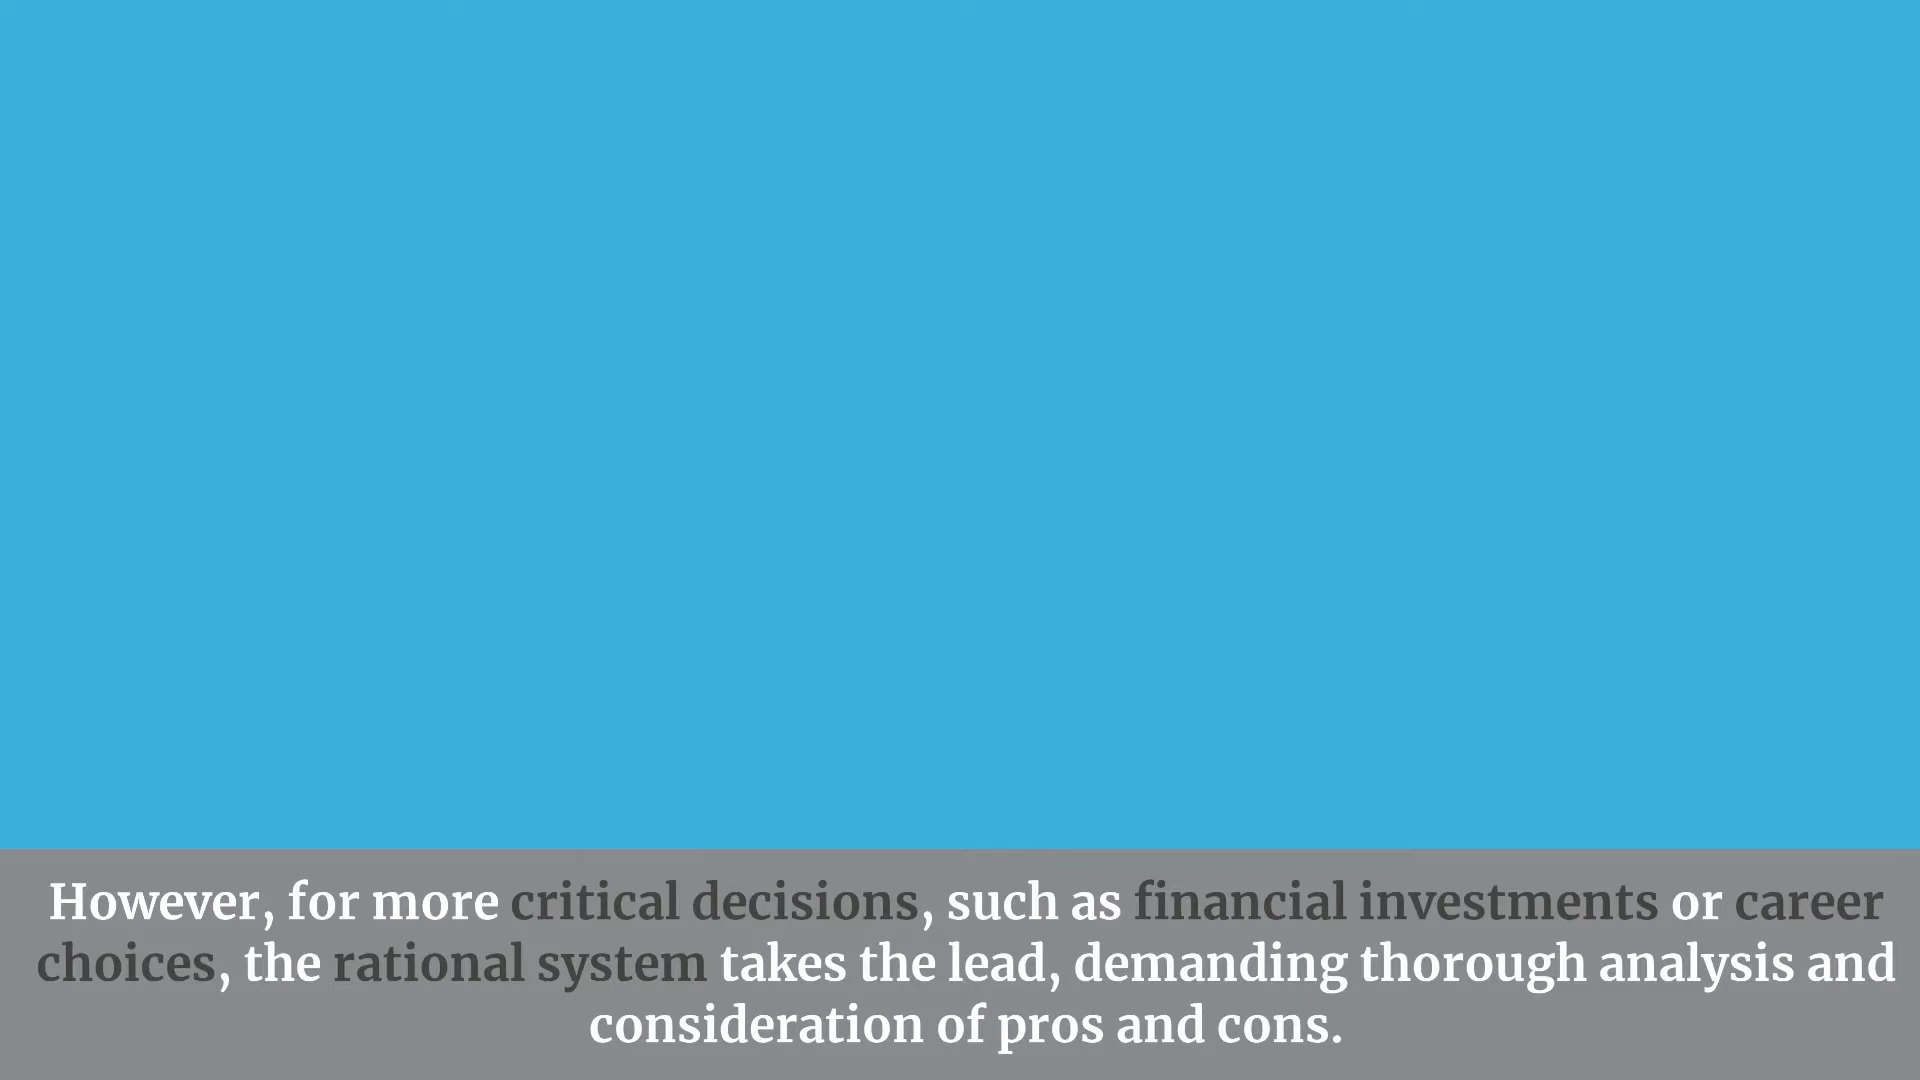 However, for more critical decisions, such as financial investments or career
choices, the rational system takes the lead, demanding thorough analysis and
consideration of pros and cons.